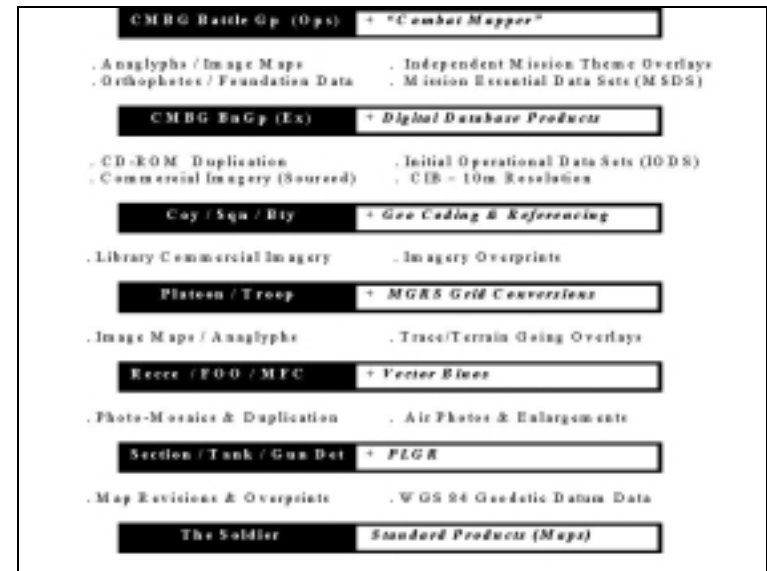 CMBG Battle Gp (Ops) + "Combat Mapper"
. Anaglyphs / Image Maps . Independent Mission Theme Overlays
. Orthophotos / Foundation Data . Mission Essential Data Sets (MSDS)
CMBG BnGp (Ex) + Digital Database Products
. CD-ROM Duplication . Initial Operational Data Sets (IODS)
. Commercial Imagery (Sourced) . CIB – 10m Resolution
Coy / Sqn / Bty + Geo Coding & Referencing
. Library Commercial Imagery . Imagery Overprints
Platoon / Troop + MGRS Grid Conversions
. Image Maps / Anaglyphs . Trace/Terrain Going Overlays
Recce / FOO / MFC + Vector Binos
. Photo-Mosaics & Duplication . Air Photos & Enlargements
Section / Tank / Gun Det + PLGR
. Map Revisions & Overprints . WGS 84 Geodetic Datum Data
The Soldier Standard Products (Maps)